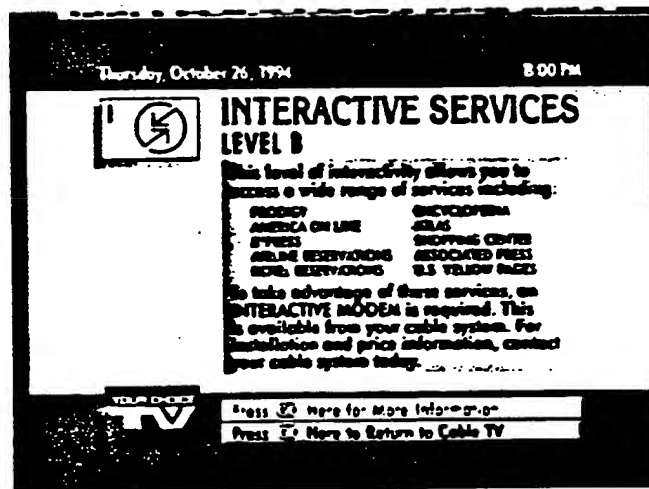 Thursday, October 26, 1994
8:00 PM
INTERACTIVE SERVICES
LEVEL B
This level of interactivity allows you to
access a wide range of services including:
PRODIGY
ENCYCLOPEDIA
AMERICA ON LINE
ATLAS
X*PRESS
SHOPPING CENTER
AIRLINE RESERVATIONS
ASSOCIATED PRESS
HOTEL RESERVATIONS
U.S. YELLOW PAGES
To take advantage of these services, an
INTERACTIVE MODEM is required. This
is available from your cable system. For
installation and price information, contact
your cable system today.
YOUR CHOICE
TV
Press Here for More Information
Press Here to Return to Cable TV